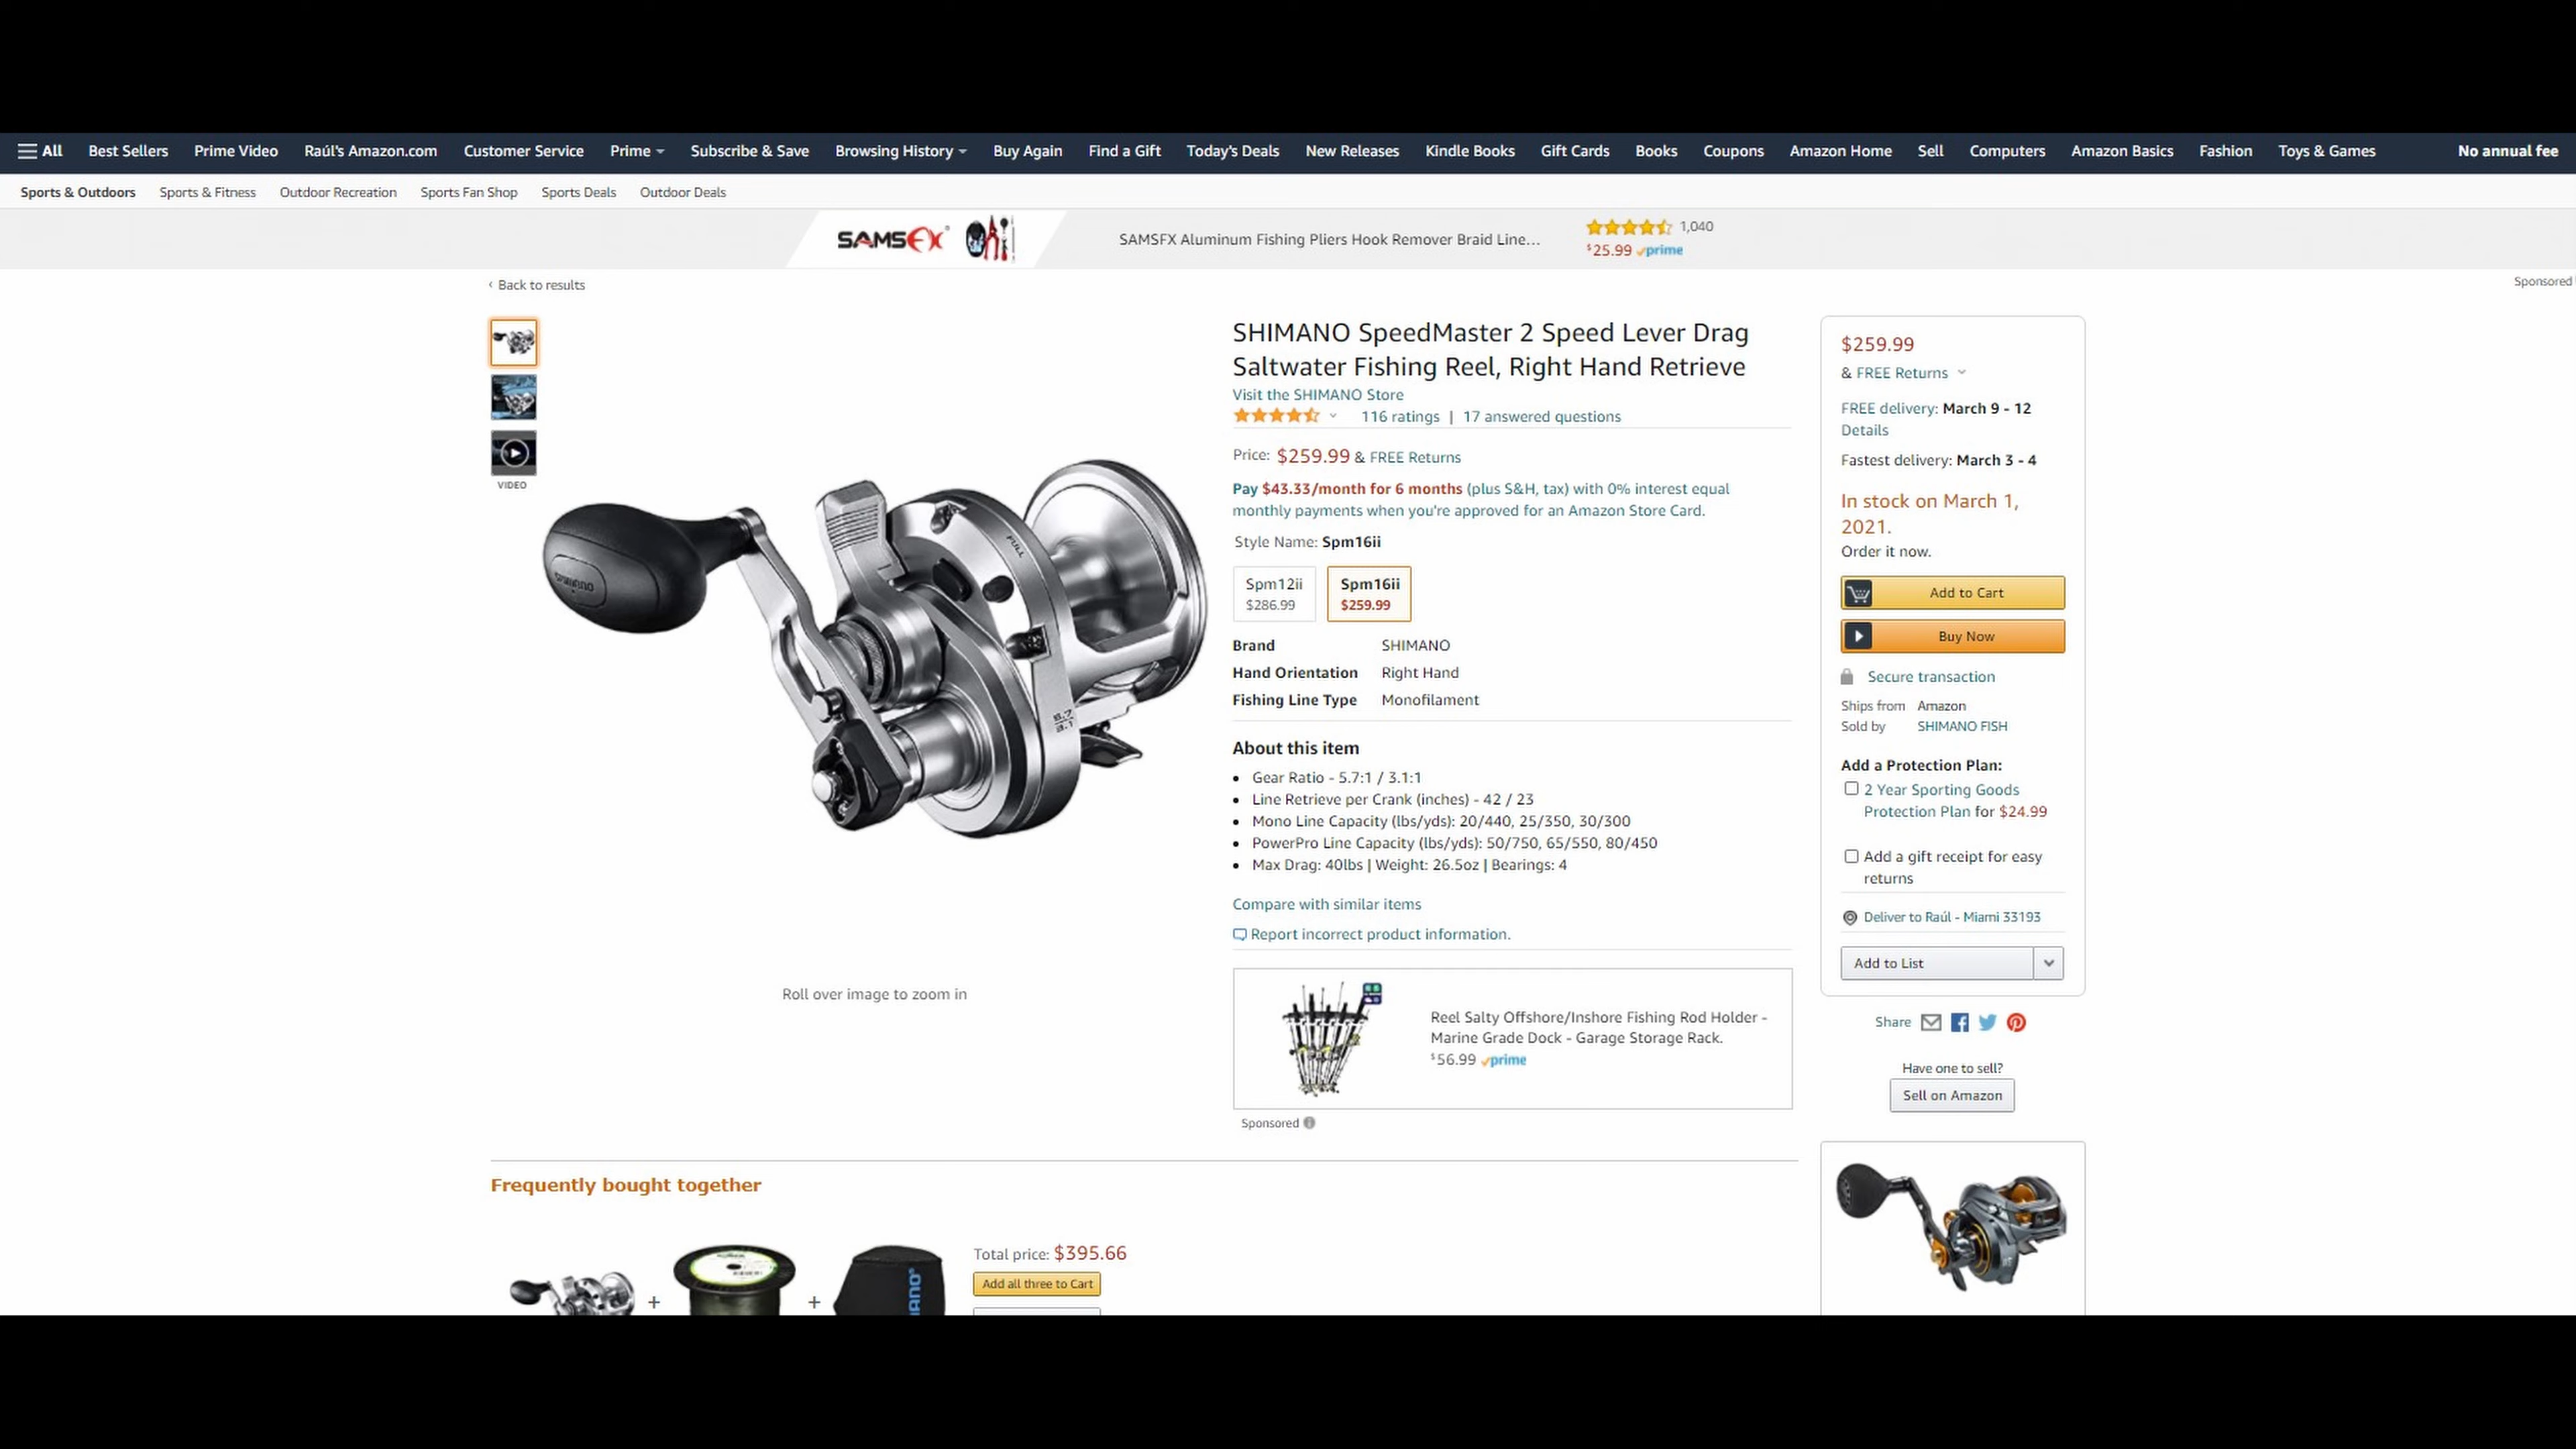 All Best Sellers Prime Video Raúl's Amazon.com Customer Service Prime Subscribe & Save Browsing History Buy Again Find a Gift Today's Deals New Releases Kindle Books Gift Cards Books Coupons Amazon Home Sell Computers Amazon Basics Fashion Toys & Games No annual fee
Sports & Outdoors Sports & Fitness Outdoor Recreation Sports Fan Shop Sports Deals Outdoor Deals
SAMSFX
SAMSFX Aluminum Fishing Pliers Hook Remover Braid Line...
1,040
$25.99 prime
Sponsored
‹ Back to results
VIDEO
SHIMANO
FULL
Roll over image to zoom in
SHIMANO SpeedMaster 2 Speed Lever Drag
Saltwater Fishing Reel, Right Hand Retrieve
Visit the SHIMANO Store
116 ratings | 17 answered questions
Price: $259.99 & FREE Returns
Pay $43.33/month for 6 months (plus S&H, tax) with 0% interest equal
monthly payments when you're approved for an Amazon Store Card.
Style Name: Spm16ii
Spm12ii Spm16ii
$286.99 $259.99
Brand SHIMANO
Hand Orientation Right Hand
Fishing Line Type Monofilament
About this item
• Gear Ratio - 5.7:1 / 3.1:1
• Line Retrieve per Crank (inches) - 42 / 23
• Mono Line Capacity (lbs/yds): 20/440, 25/350, 30/300
• PowerPro Line Capacity (lbs/yds): 50/750, 65/550, 80/450
• Max Drag: 40lbs | Weight: 26.5oz | Bearings: 4
Compare with similar items
Report incorrect product information.
Reel Salty Offshore/Inshore Fishing Rod Holder -
Marine Grade Dock - Garage Storage Rack.
$56.99 prime
Sponsored
$259.99
& FREE Returns
FREE delivery: March 9 - 12
Details
Fastest delivery: March 3 - 4
In stock on March 1,
2021.
Order it now.
Add to Cart
Buy Now
Secure transaction
Ships from Amazon
Sold by SHIMANO FISH
Add a Protection Plan:
2 Year Sporting Goods
Protection Plan for $24.99
Add a gift receipt for easy
returns
Deliver to Raúl - Miami 33193
Add to List
Share
Have one to sell?
Sell on Amazon
Frequently bought together
+ +
Total price: $395.66
Add all three to Cart